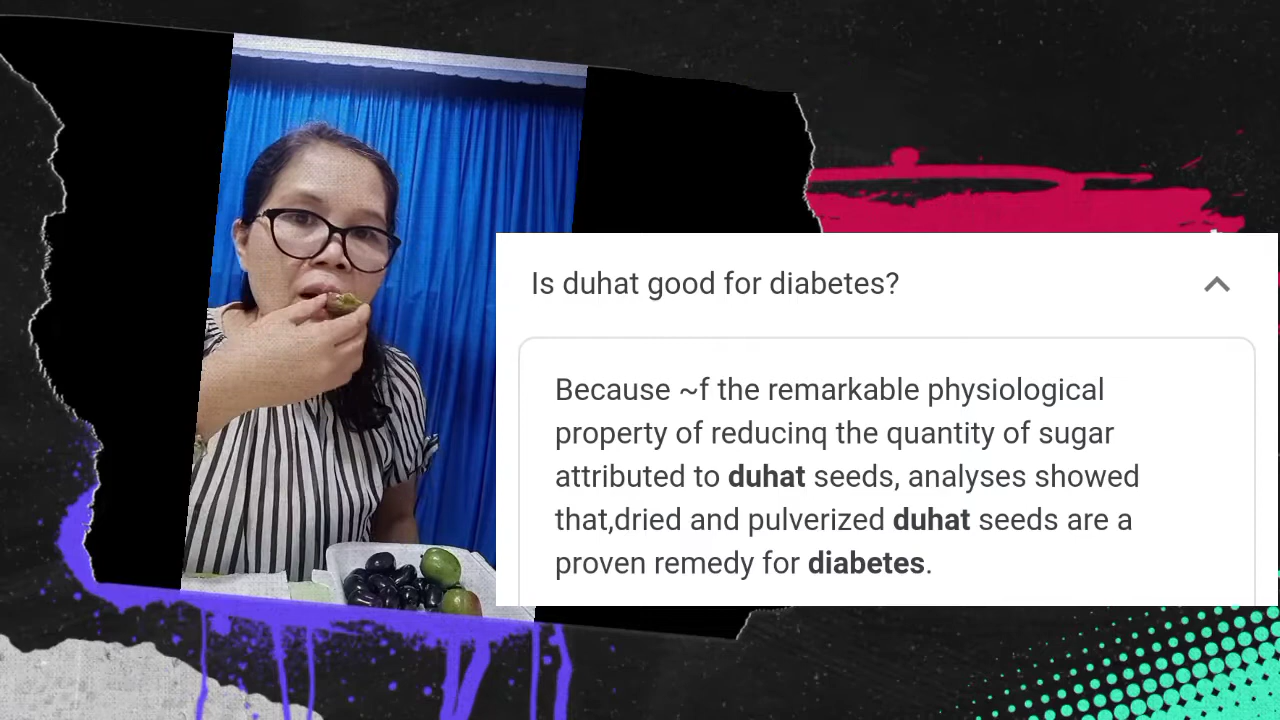 Is duhat good for diabetes?
Because ~f the remarkable physiological
property of reducinq the quantity of sugar
attributed to duhat seeds, analyses showed
that,dried and pulverized duhat seeds are a
proven remedy for diabetes.